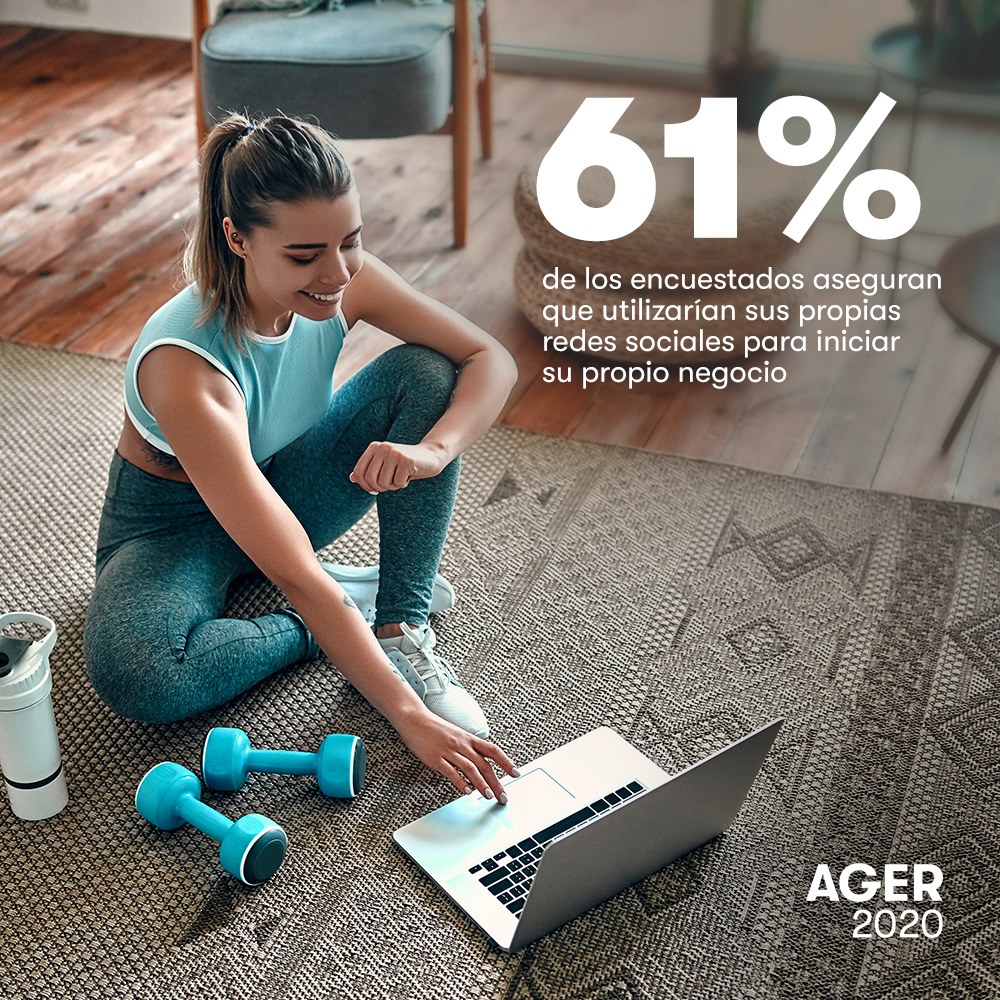 61%
de los encuestados aseguran
que utilizarían sus propias
redes sociales para iniciar
su propio negocio
AGER
2020